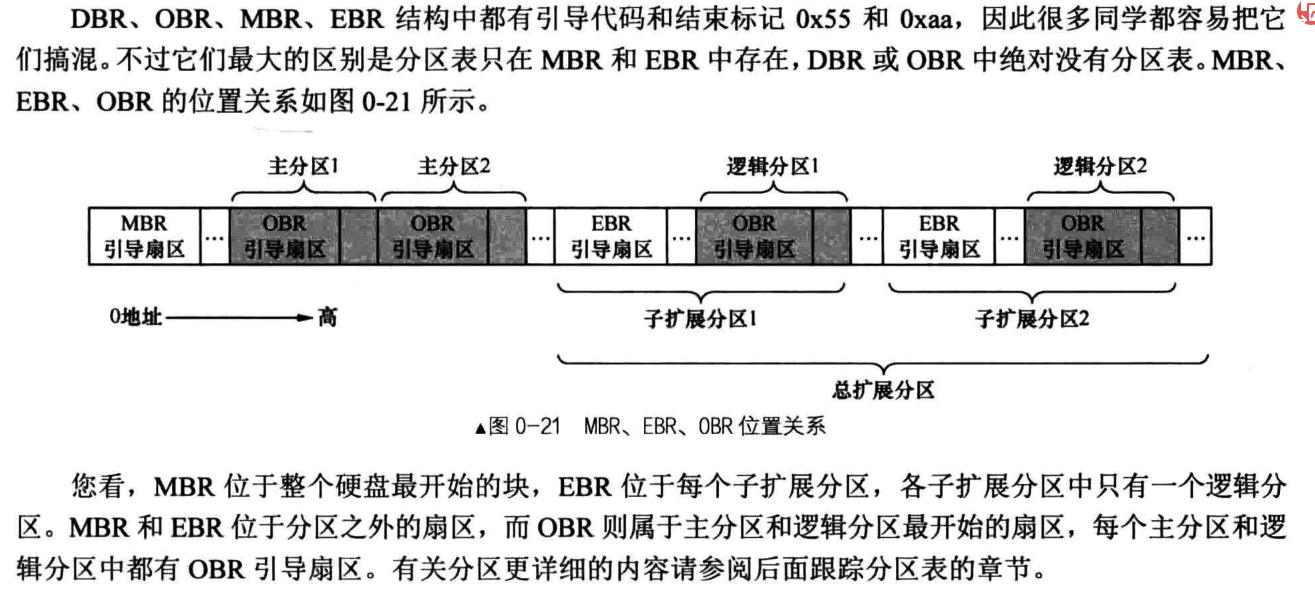 DBR、OBR、MBR、EBR 结构中都有引导代码和结束标记 0x55 和 0xaa，因此很多同学都容易把它
们搞混。不过它们最大的区别是分区表只在 MBR 和 EBR 中存在，DBR 或 OBR 中绝对没有分区表。MBR、
EBR、OBR 的位置关系如图 0-21 所示。
主分区1 主分区2 逻辑分区1 逻辑分区2
MBR 引导扇区 … OBR 引导扇区 OBR 引导扇区 … EBR 引导扇区 … OBR 引导扇区 … EBR 引导扇区 … OBR 引导扇区 …
0地址 高 子扩展分区1 子扩展分区2
总扩展分区
▲图 0-21 MBR、EBR、OBR 位置关系
您看，MBR 位于整个硬盘最开始的块，EBR 位于每个子扩展分区，各子扩展分区中只有一个逻辑分
区。MBR 和 EBR 位于分区之外的扇区，而 OBR 则属于主分区和逻辑分区最开始的扇区，每个主分区和逻
辑分区中都有 OBR 引导扇区。有关分区更详细的内容请参阅后面跟踪分区表的章节。